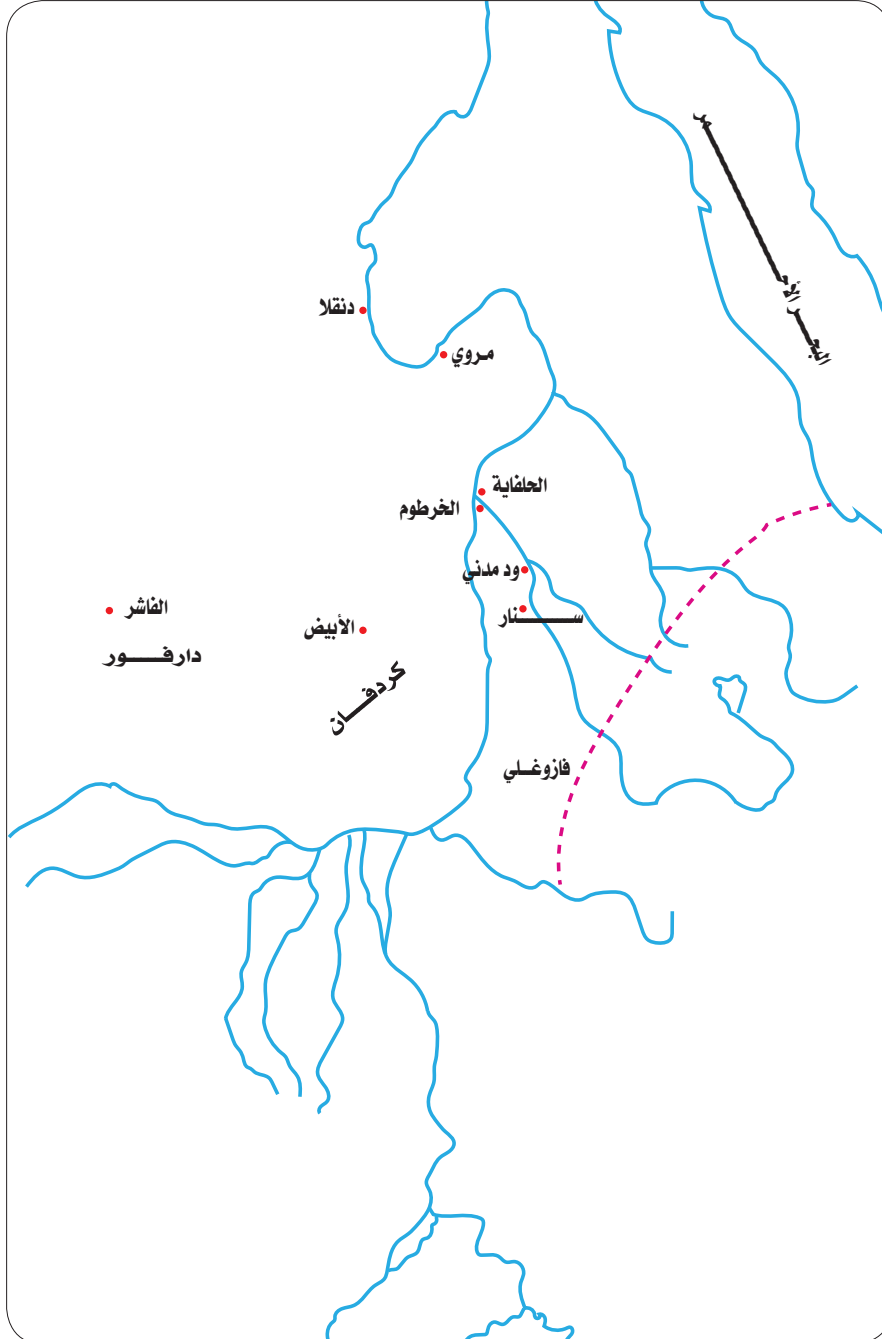 البحر الأحمر
دنقلا
مروي
الحلفاية
الخرطوم
ود مدني
سنار
الفاشر
دارفور
الأبيض
كردفان
فازوغلي